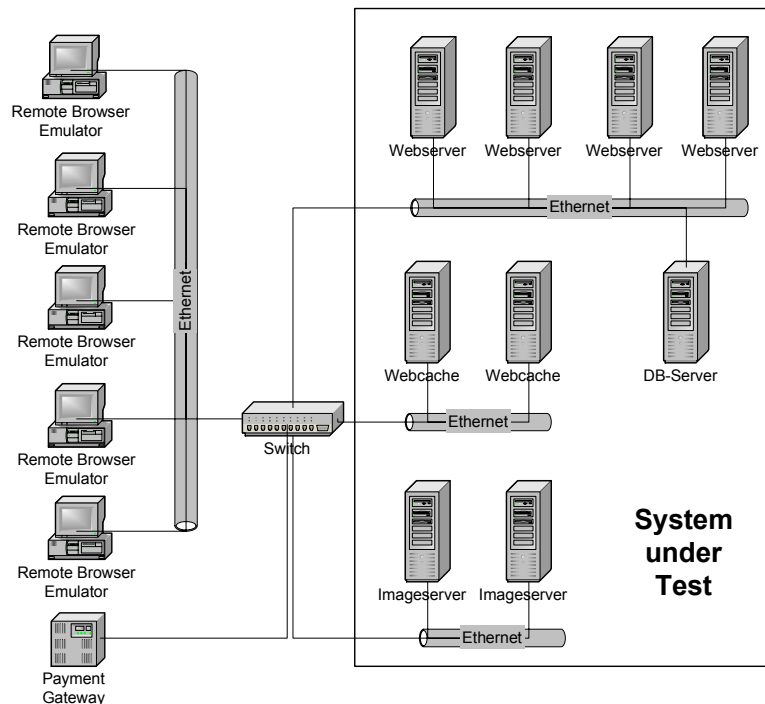 Remote Browser
Emulator
Remote Browser
Emulator
Remote Browser
Emulator
Remote Browser
Emulator
Remote Browser
Emulator
Payment
Gateway
Ethernet
Switch
Webserver
Webserver
Webserver
Webserver
Ethernet
Webcache
Webcache
DB-Server
Ethernet
Imageserver
Imageserver
Ethernet
System
under
Test